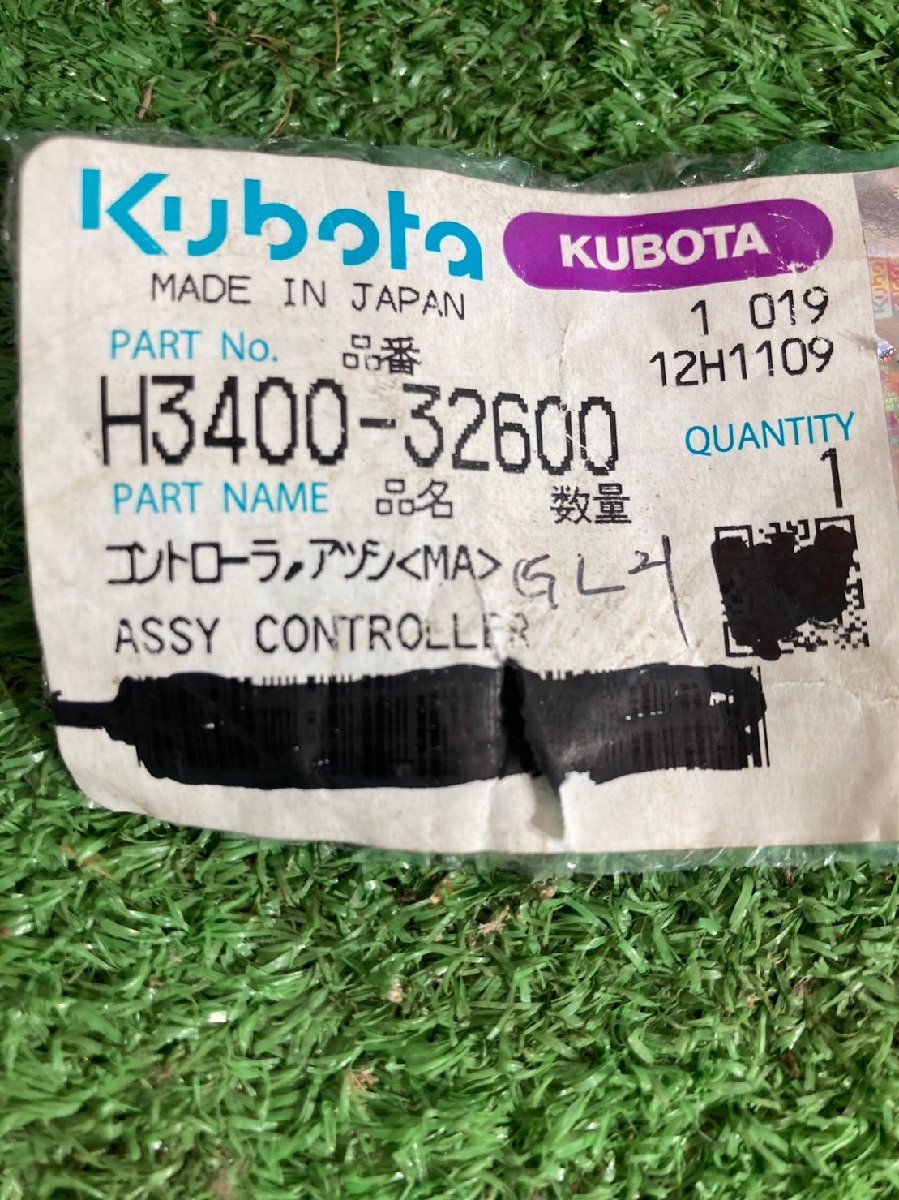 Kubota KUBOTA
MADE IN JAPAN
1 019
PART No. 品番
12H1109
H3400-32600
QUANTITY
PART NAME 品名 数量 1
コントローラ,アツシ<MA>
ASSY CONTROLLER